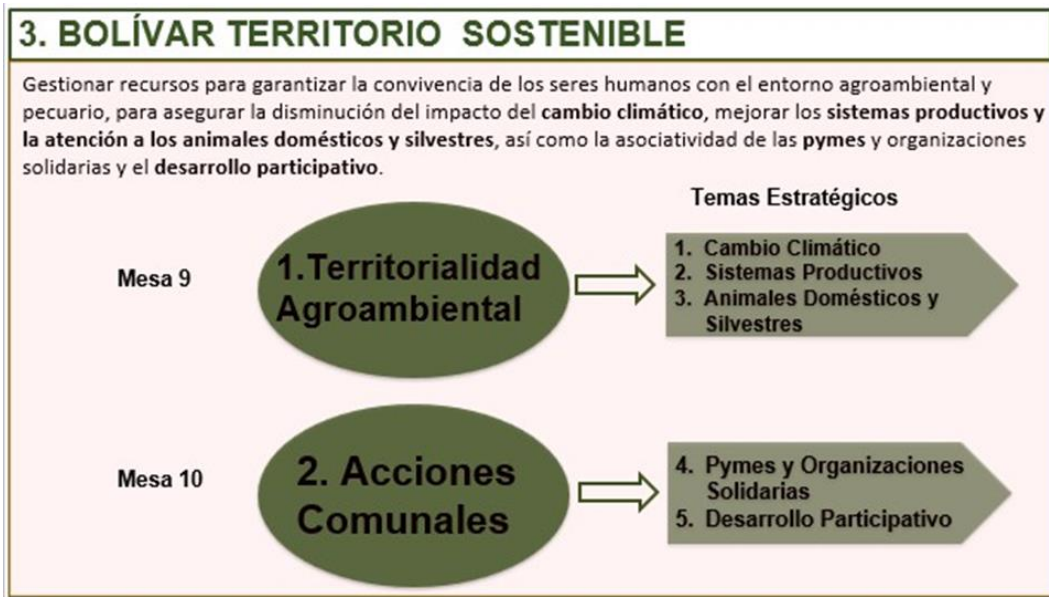 3. BOLÍVAR TERRITORIO SOSTENIBLE
Gestionar recursos para garantizar la convivencia de los seres humanos con el entorno agroambiental y
pecuario, para asegurar la disminución del impacto del cambio climático, mejorar los sistemas productivos y
la atención a los animales domésticos y silvestres, así como la asociatividad de las pymes y organizaciones
solidarias y el desarrollo participativo.
Temas Estratégicos
Mesa 9
1.Territorialidad
Agroambiental
1. Cambio Climático
2. Sistemas Productivos
3. Animales Domésticos y
Silvestres
Mesa 10
2. Acciones
Comunales
4. Pymes y Organizaciones
Solidarias
5. Desarrollo Participativo